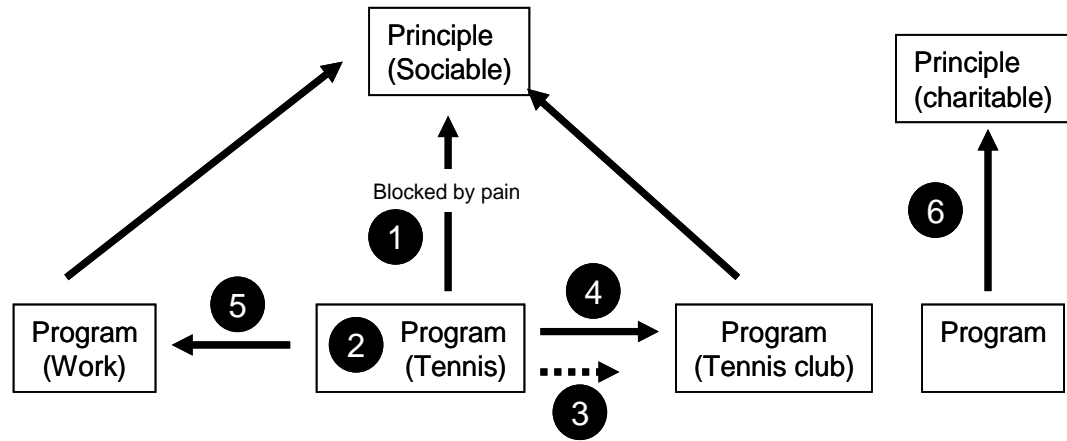 Principle
(Sociable)
Principle
(charitable)
Blocked by pain
1
6
5
4
Program
(Work)
2
Program
(Tennis)
Program
(Tennis club)
Program
3